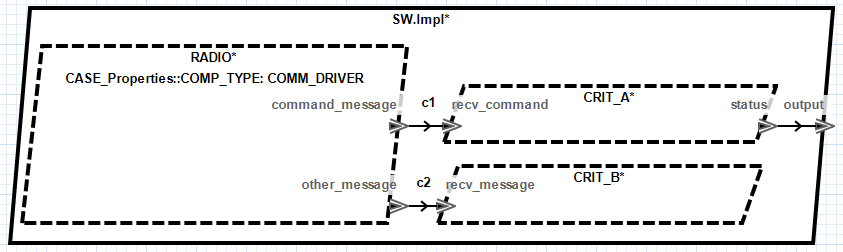 SW.Impl*
RADIO*
CASE_Properties::COMP_TYPE: COMM_DRIVER
command_message
c1
recv_command
CRIT_A*
status
output
other_message
c2
recv_message
CRIT_B*